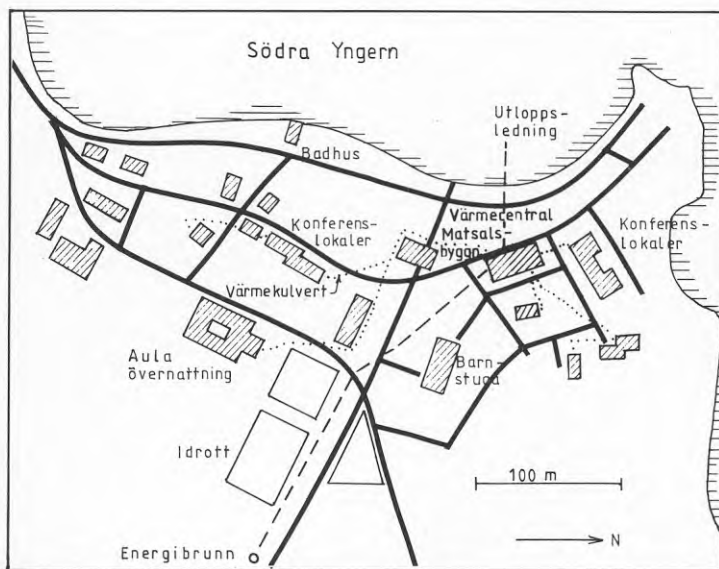 Södra Yngern
Utlopps-
ledning
Badhus
Värmecentral
Konferens-
lokaler
Matsals-
byggn
Konferens-
lokaler
Värmekulvert
Aula
övernattning
Barn-
stuga
Idrott
100 m
Energibrunn
N